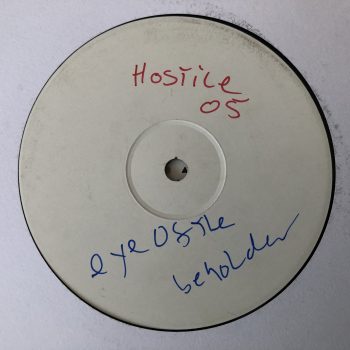 Hostile
05
eye of the
beholder